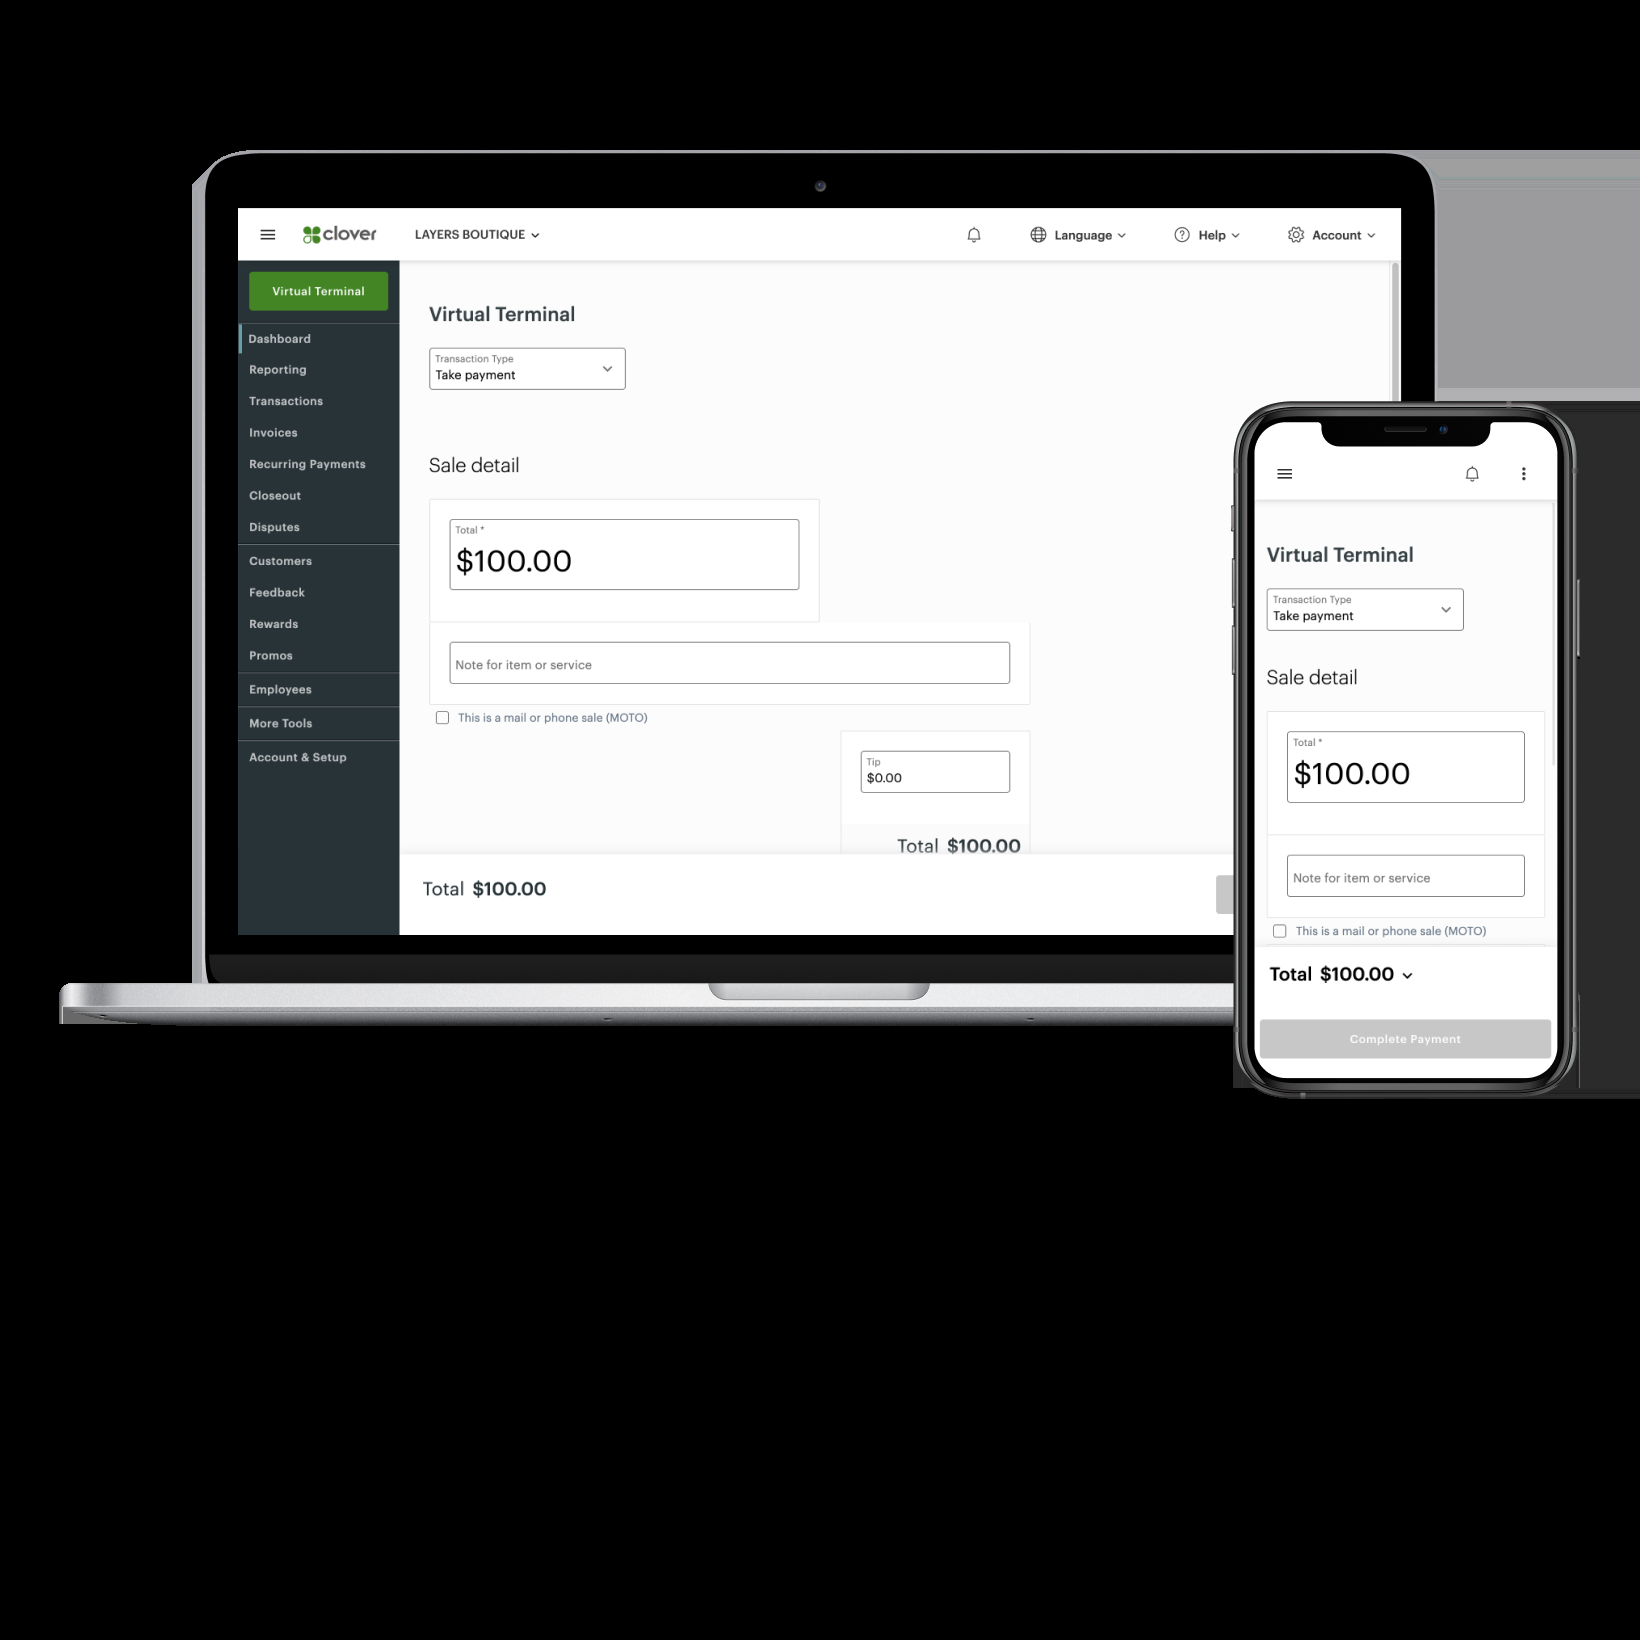 clover
LAYERS BOUTIQUE
Language
Help
Account
Virtual Terminal
Dashboard
Reporting
Transactions
Invoices
Recurring Payments
Closeout
Disputes
Customers
Feedback
Rewards
Promos
Employees
More Tools
Account & Setup
Virtual Terminal
Transaction Type
Take payment
Sale detail
Total *
$100.00
Note for item or service
This is a mail or phone sale (MOTO)
Tip
$0.00
Total $100.00
Total $100.00
Virtual Terminal
Transaction Type
Take payment
Sale detail
Total *
$100.00
Note for item or service
This is a mail or phone sale (MOTO)
Total $100.00
Complete Payment